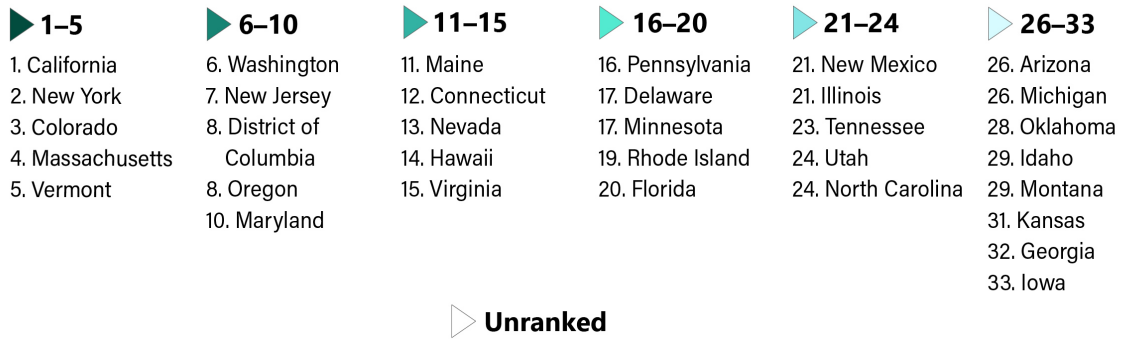 1–5
1. California
2. New York
3. Colorado
4. Massachusetts
5. Vermont
6–10
6. Washington
7. New Jersey
8. District of
Columbia
8. Oregon
10. Maryland
11–15
11. Maine
12. Connecticut
13. Nevada
14. Hawaii
15. Virginia
16–20
16. Pennsylvania
17. Delaware
17. Minnesota
19. Rhode Island
20. Florida
21–24
21. New Mexico
21. Illinois
23. Tennessee
24. Utah
24. North Carolina
26–33
26. Arizona
26. Michigan
28. Oklahoma
29. Idaho
29. Montana
31. Kansas
32. Georgia
33. Iowa
Unranked